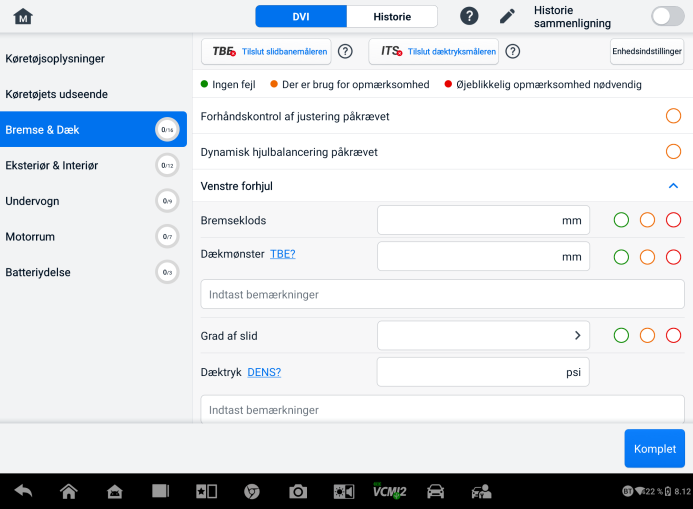 M
DVI
Historie
?
Historie
sammenligning
Køretøjsoplysninger
Køretøjets udseende
Bremse & Dæk
0/16
Eksteriør & Interiør
0/12
Undervogn
0/9
Motorrum
0/7
Batteriydelse
0/3
TBE Tilslut slidbanemåleren ?
ITS Tilslut dæktryksmåleren ?
Enhedsindstillinger
Ingen fejl
Der er brug for opmærksomhed
Øjeblikkelig opmærksomhed nødvendig
Forhåndskontrol af justering påkrævet
Dynamisk hjulbalancering påkrævet
Venstre forhjul
Bremseklods
mm
Dækmønster TBE?
mm
Indtast bemærkninger
Grad af slid
Dæktryk DENS?
psi
Indtast bemærkninger
Komplet
VCMI2
BT
22 %
8.12